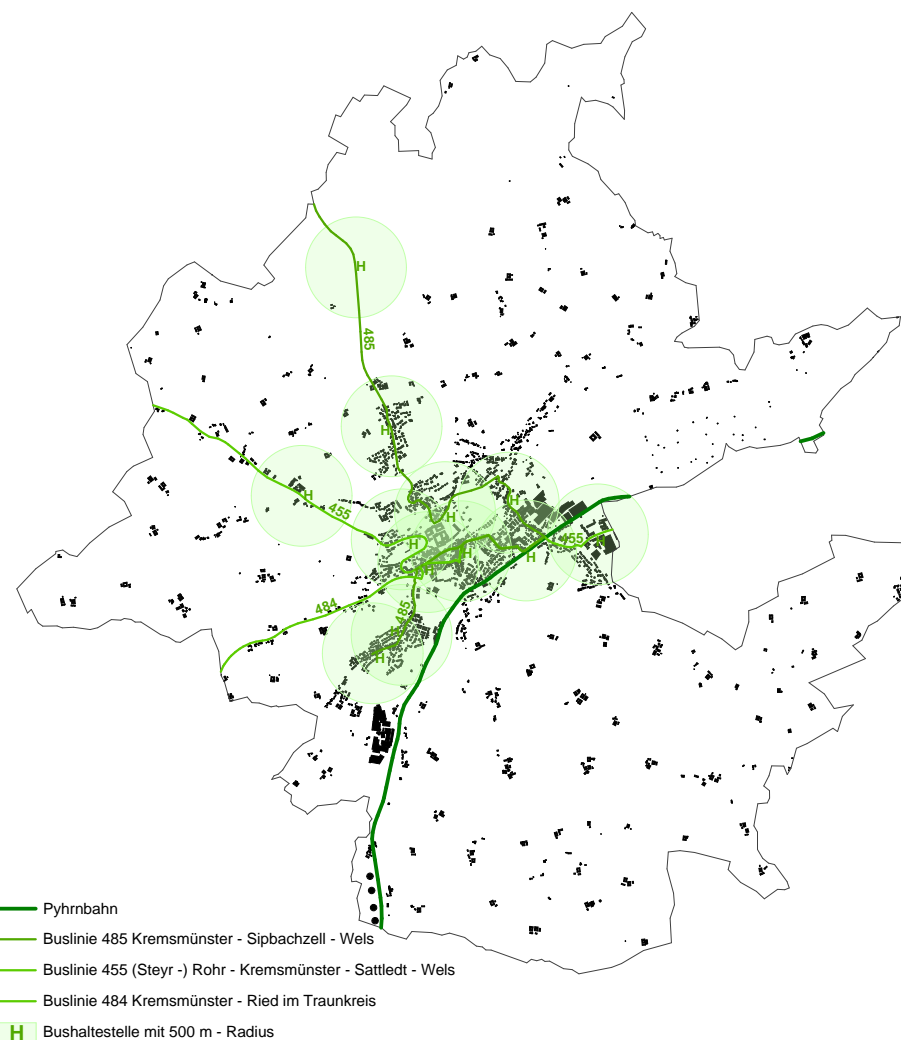 H
485
H
H
455
H
H
H
455
H
H
H
H
484
485
H
Pyhrnbahn
Buslinie 485 Kremsmünster - Sipbachzell - Wels
Buslinie 455 (Steyr -) Rohr - Kremsmünster - Sattledt - Wels
Buslinie 484 Kremsmünster - Ried im Traunkreis
H Bushaltestelle mit 500 m - Radius